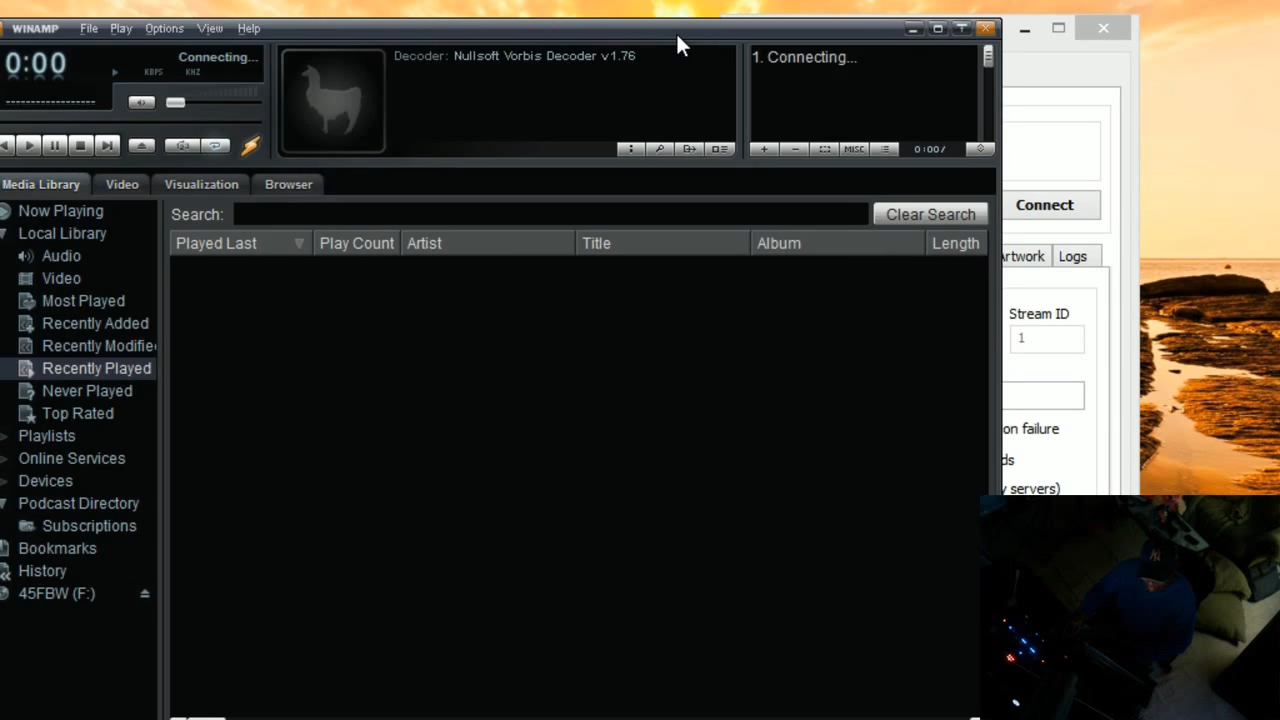 WINAMP File Play Options View Help
0:00
Connecting...
KBPS KHZ
Decoder: Nullsoft Vorbis Decoder v1.76
1. Connecting...
MISC
0:00/
Media Library Video Visualization Browser
Now Playing
Local Library
Audio
Video
Most Played
Recently Added
Recently Modifie
Recently Played
Never Played
Top Rated
Playlists
Online Services
Devices
Podcast Directory
Subscriptions
Bookmarks
History
45FBW (F:)
Search: Clear Search
Played Last Play Count Artist Title Album Length
Connect
Artwork Logs
Stream ID
1
on failure
ds
y servers)